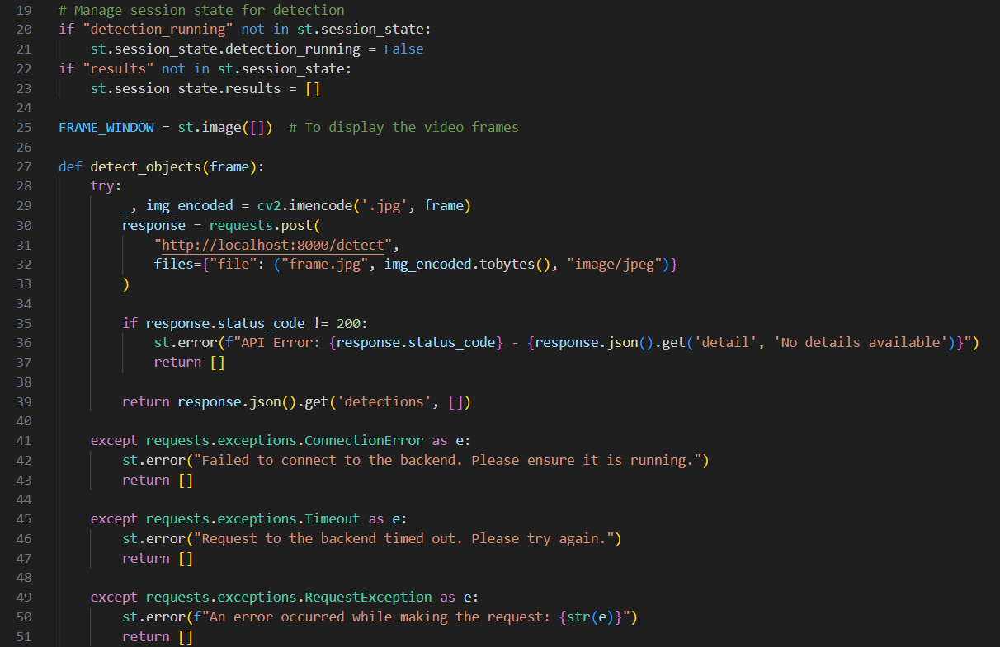 19 # Manage session state for detection
20 if "detection_running" not in st.session_state:
21     st.session_state.detection_running = False
22 if "results" not in st.session_state:
23     st.session_state.results = []
24
25 FRAME_WINDOW = st.image([])  # To display the video frames
26
27 def detect_objects(frame):
28     try:
29         _, img_encoded = cv2.imencode('.jpg', frame)
30         response = requests.post(
31             "http://localhost:8000/detect",
32             files={"file": ("frame.jpg", img_encoded.tobytes(), "image/jpeg")}
33         )
34
35         if response.status_code != 200:
36             st.error(f"API Error: {response.status_code} - {response.json().get('detail', 'No details available')}")
37             return []
38
39         return response.json().get('detections', [])
40
41     except requests.exceptions.ConnectionError as e:
42         st.error("Failed to connect to the backend. Please ensure it is running.")
43         return []
44
45     except requests.exceptions.Timeout as e:
46         st.error("Request to the backend timed out. Please try again.")
47         return []
48
49     except requests.exceptions.RequestException as e:
50         st.error(f"An error occurred while making the request: {str(e)}")
51         return []